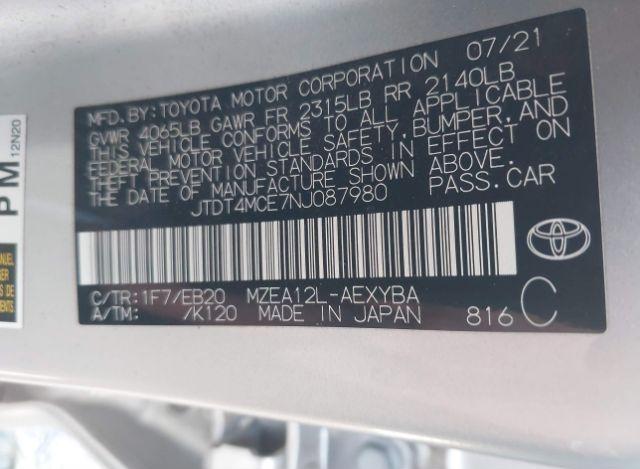 MFD. BY: TOYOTA MOTOR CORPORATION 07/21
GVWR 4065LB GAWR FR 2315LB RR 2140LB
THIS VEHICLE CONFORMS TO ALL APPLICABLE
FEDERAL MOTOR VEHICLE SAFETY, BUMPER, AND
THEFT PREVENTION STANDARDS IN EFFECT ON
THE DATE OF MANUFACTURE SHOWN ABOVE.
JTDT4MCE7NJ087980 PASS. CAR
C/TR: 1F7/EB20 MZEA12L-AEXYBA
A/TM: /K120 MADE IN JAPAN 816 C
PM
12N20